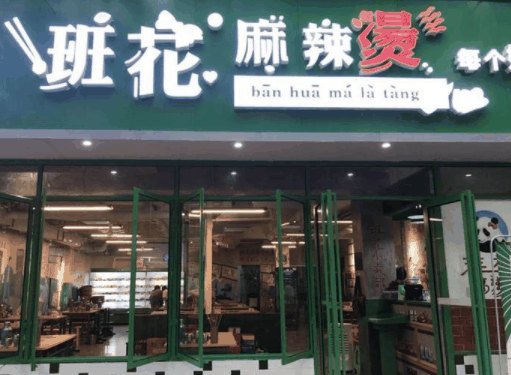 班花麻辣烫 每个
bān huā má là tàng